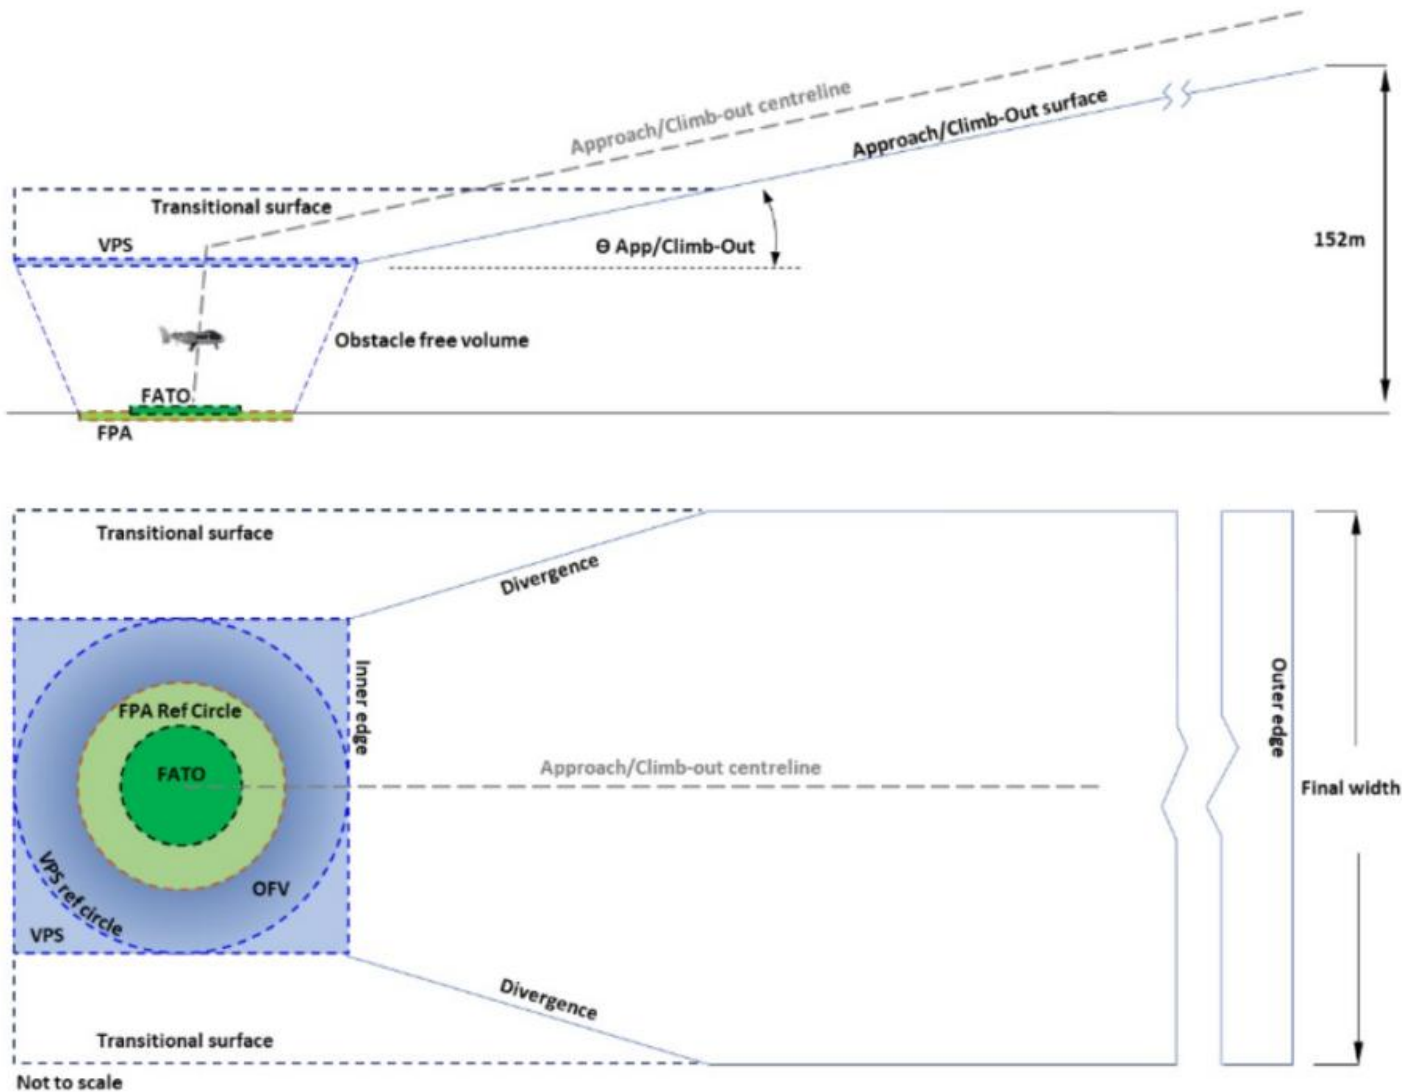 Approach/Climb-out centreline
Approach/Climb-Out surface
Transitional surface
VPS
Θ App/Climb-Out
152m
Obstacle free volume
FATO
FPA
Transitional surface
Divergence
Inner edge
Outer edge
FPA Ref Circle
FATO
Approach/Climb-out centreline
Final width
VPS ref circle
OFV
VPS
Divergence
Transitional surface
Not to scale